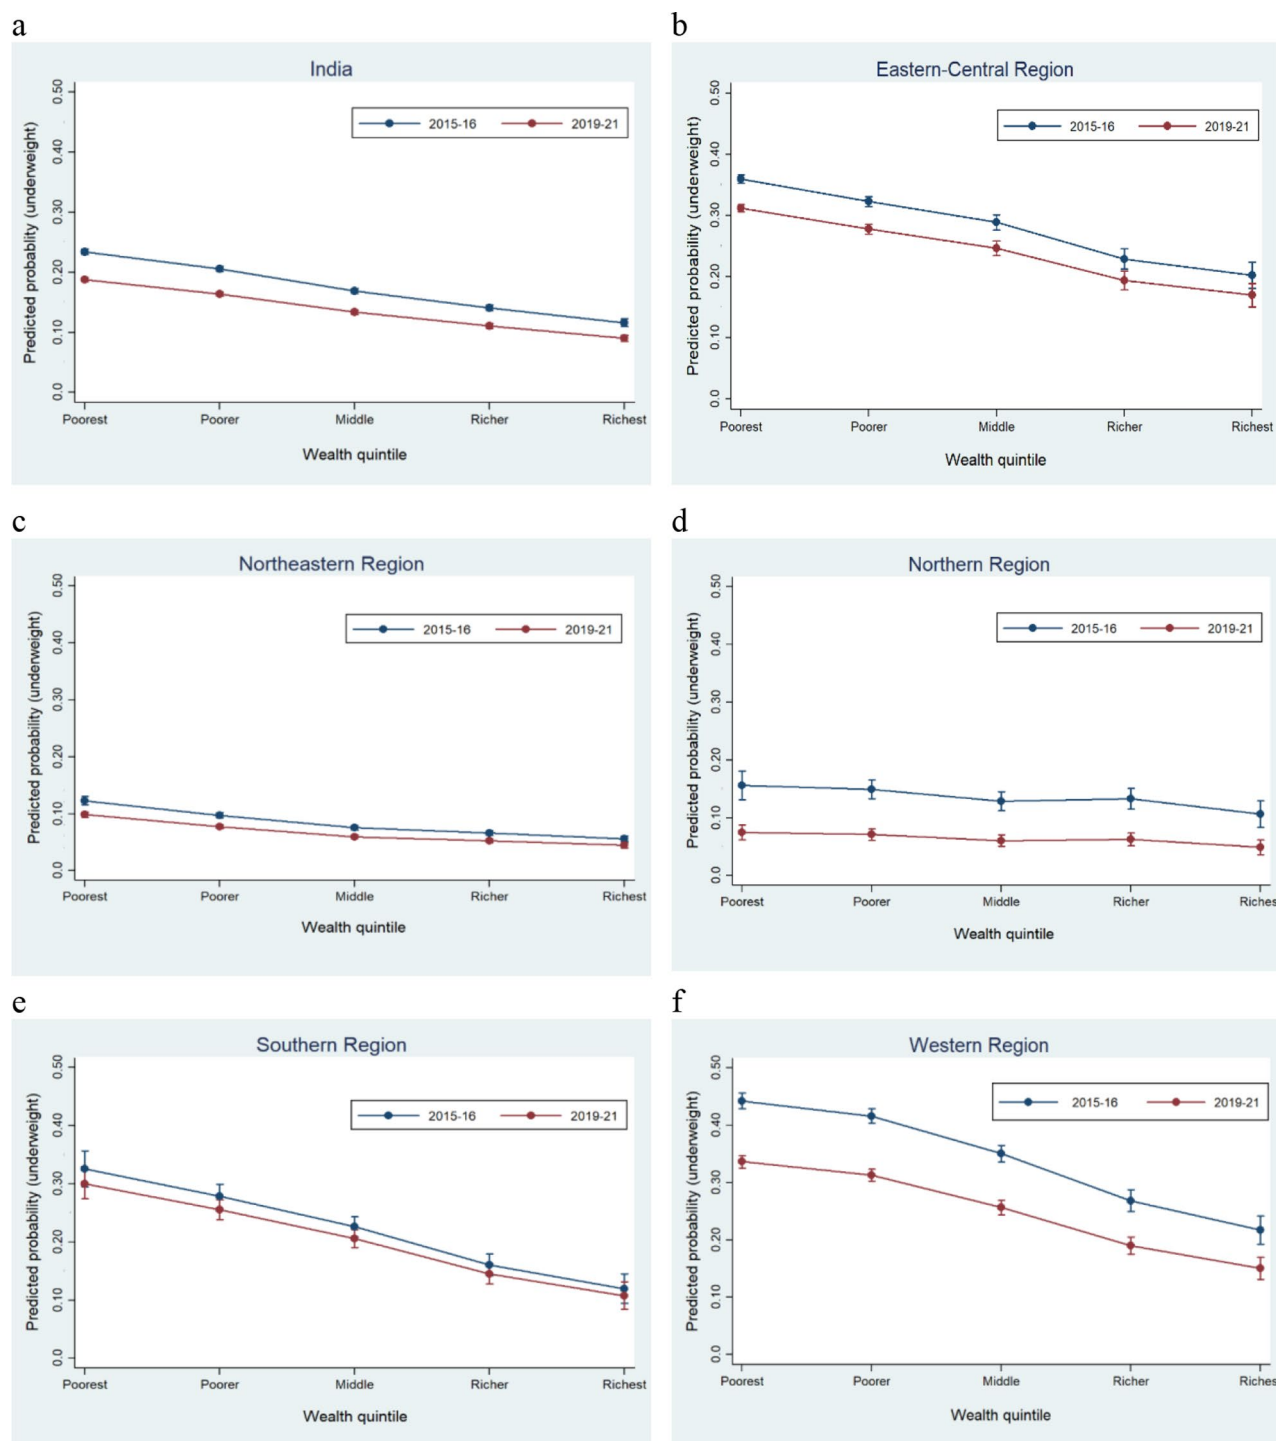 a
India
2015-16 2019-21
Predicted probablity (underweight)
0.50
0.40
0.30
0.20
0.10
0.0
Poorest Poorer Middle Richer Richest
Wealth quintile
b
Eastern-Central Region
2015-16 2019-21
Predicted probability (underweight)
0.50
0.40
0.30
0.20
0.10
0.0
Poorest Poorer Middle Richer Richest
Wealth quintile
c
Northeastern Region
2015-16 2019-21
Predicted probability (underweight)
0.50
0.40
0.30
0.20
0.10
0.0
Poorest Poorer Middle Richer Richest
Wealth quintile
d
Northern Region
2015-16 2019-21
Predicted probability (underweight)
0.50
0.40
0.30
0.20
0.10
0.0
Poorest Poorer Middle Richer Riches
Wealth quintile
e
Southern Region
2015-16 2019-21
Predicted probability (underweight)
0.50
0.40
0.30
0.20
0.10
0.0
Poorest Poorer Middle Richer Richest
Wealth quintile
f
Western Region
2015-16 2019-21
Predicted probability (underweight)
0.50
0.40
0.30
0.20
0.10
0.0
Poorest Poorer Middle Richer Riches
Wealth quintile